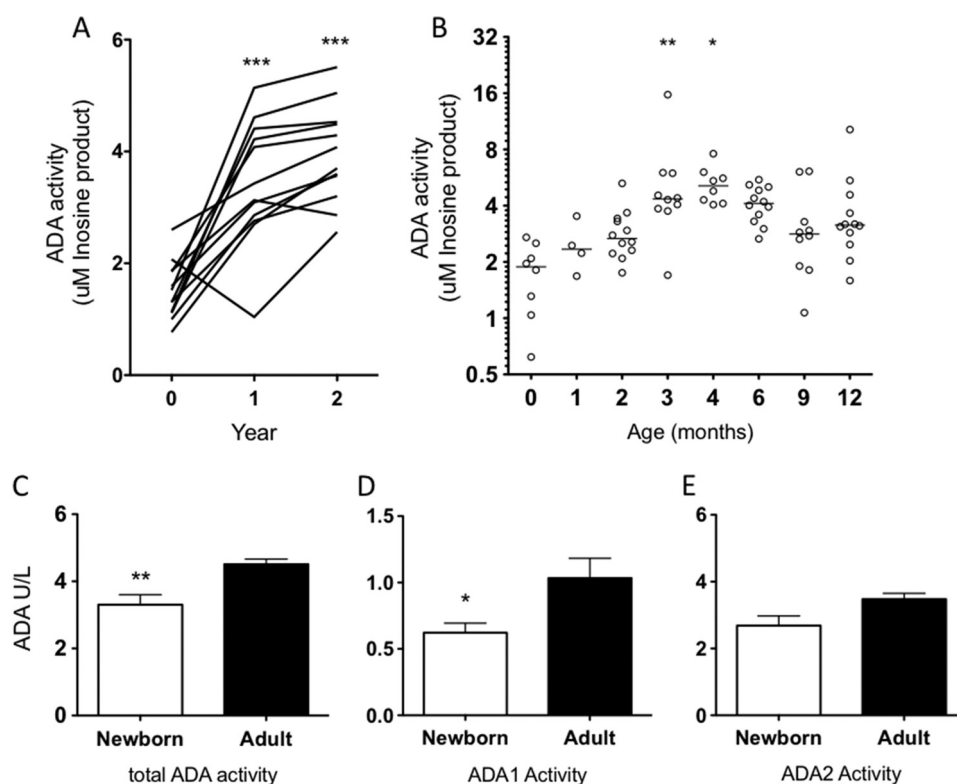 A
ADA activity
(uM Inosine product)
6
4
2
0
***
***
0 1 2
Year
B
ADA activity
(uM Inosine product)
32
16
8
4
2
1
0.5
** *
0 1 2 3 4 6 9 12
Age (months)
C
ADA U/L
6
4
2
0
**
Newborn Adult
total ADA activity
D
1.5
1.0
0.5
0.0
*
Newborn Adult
ADA1 Activity
E
6
4
2
0
Newborn Adult
ADA2 Activity